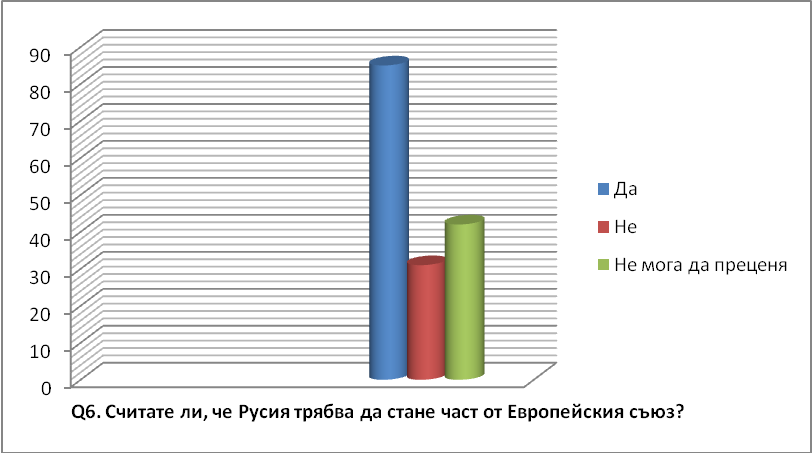 90
80
70
60
50
40
30
20
10
0
Да
Не
Не мога да преценя
Q6. Считате ли, че Русия трябва да стане част от Европейския съюз?